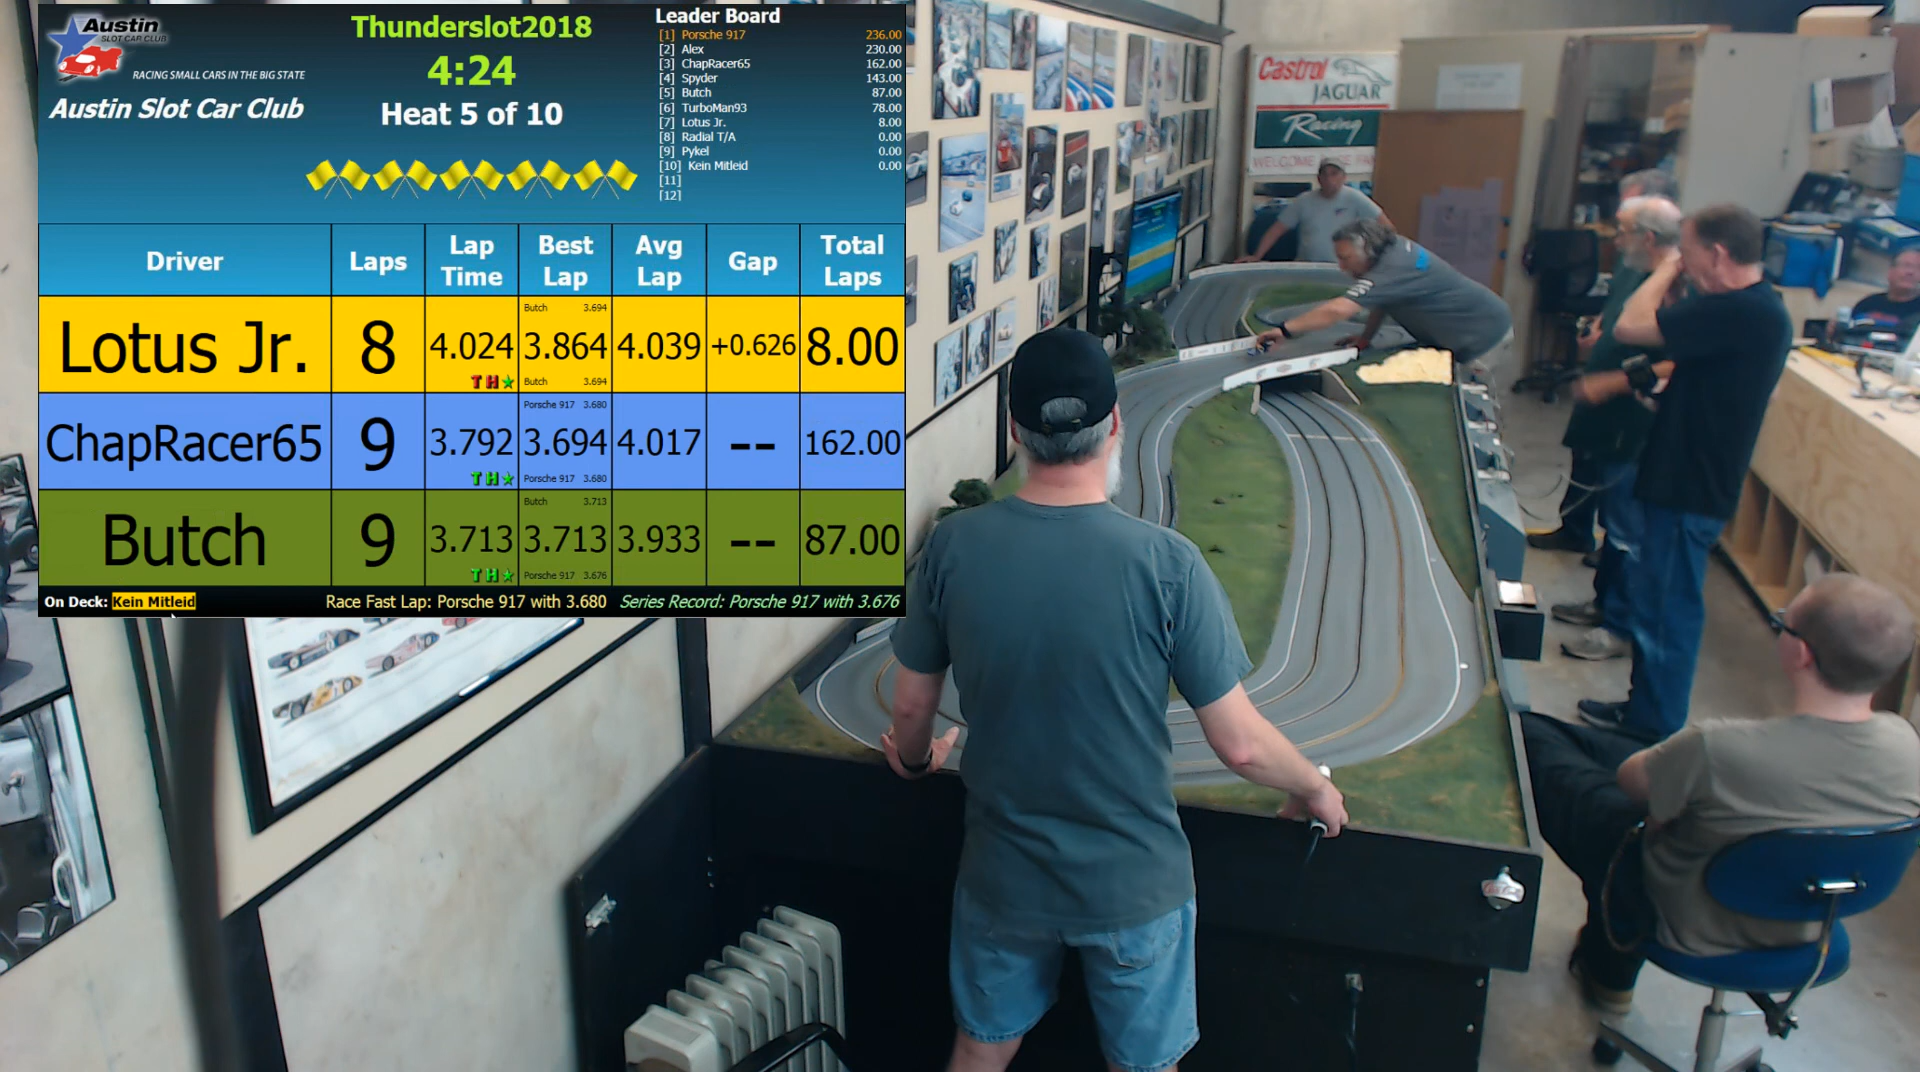 Austin
SLOT CAR CLUB
RACING SMALL CARS IN THE BIG STATE
Austin Slot Car Club
Thunderslot2018
4:24
Heat 5 of 10
Leader Board
[1] Porsche 917 236.00
[2] Alex 230.00
[3] ChapRacer65 162.00
[4] Spyder 143.00
[5] Butch 87.00
[6] TurboMan93 78.00
[7] Lotus Jr. 8.00
[8] Radial T/A 0.00
[9] Pykel 0.00
[10] Kein Mitleid 0.00
[11]
[12]
Driver Laps Lap Time Best Lap Avg Lap Gap Total Laps
Butch 3.694
Lotus Jr. 8 4.024 3.864 4.039 +0.626 8.00
T H Butch 3.694
Porsche 917 3.680
ChapRacer65 9 3.792 3.694 4.017 -- 162.00
T H Porsche 917 3.680
Butch 3.713
Butch 9 3.713 3.713 3.933 -- 87.00
T H Porsche 917 3.676
On Deck: Kein Mitleid Race Fast Lap: Porsche 917 with 3.680 Series Record: Porsche 917 with 3.676
Castrol
JAGUAR
Racing
WELCOME